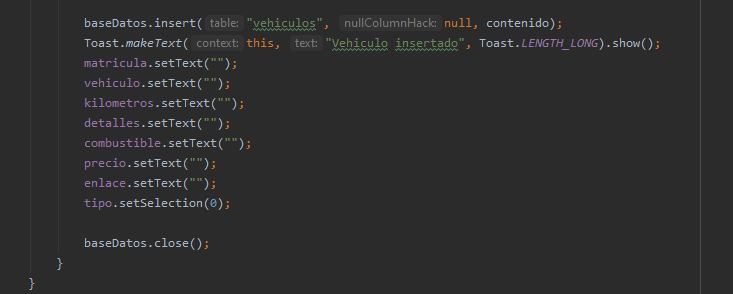 baseDatos.insert( table: "vehiculos", nullColumnHack: null, contenido);
Toast.makeText( context: this, text: "Vehiculo insertado", Toast.LENGTH_LONG).show();
matricula.setText("");
vehiculo.setText("");
kilometros.setText("");
detalles.setText("");
combustible.setText("");
precio.setText("");
enlace.setText("");
tipo.setSelection(0);
baseDatos.close();
}
}